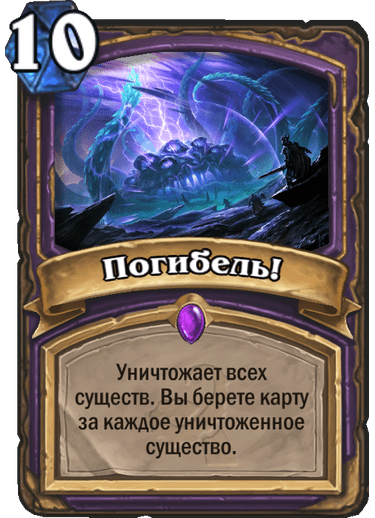 10
Погибель!
Уничтожает всех
существ. Вы берете карту
за каждое уничтоженное
существо.